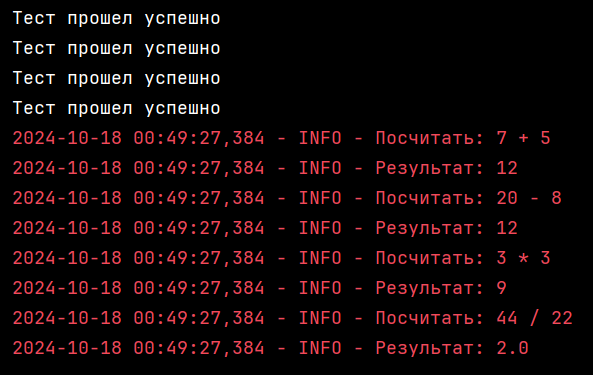 Тест прошел успешно
Тест прошел успешно
Тест прошел успешно
Тест прошел успешно
2024-10-18 00:49:27,384 - INFO - Посчитать: 7 + 5
2024-10-18 00:49:27,384 - INFO - Результат: 12
2024-10-18 00:49:27,384 - INFO - Посчитать: 20 - 8
2024-10-18 00:49:27,384 - INFO - Результат: 12
2024-10-18 00:49:27,384 - INFO - Посчитать: 3 * 3
2024-10-18 00:49:27,384 - INFO - Результат: 9
2024-10-18 00:49:27,384 - INFO - Посчитать: 44 / 22
2024-10-18 00:49:27,384 - INFO - Результат: 2.0